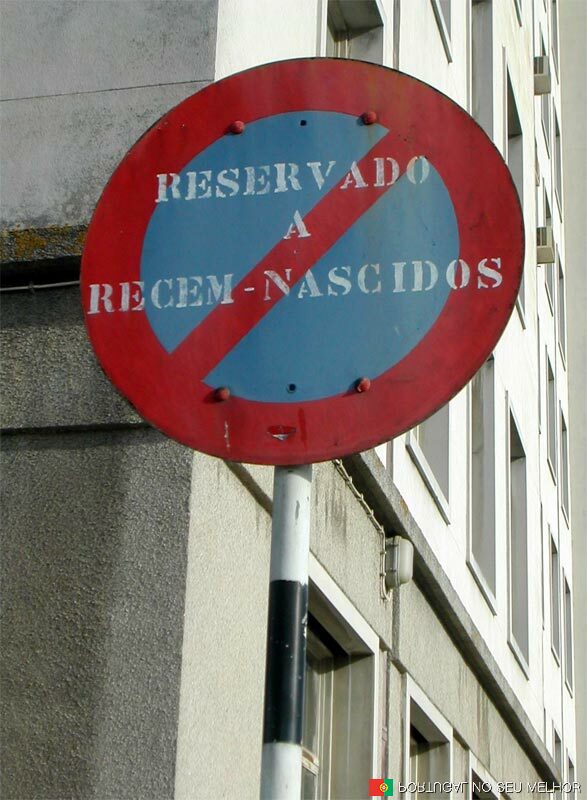 RESERVADO
A
RECEM-NASCIDOS
PORTUGAL NO SEU MELHOR